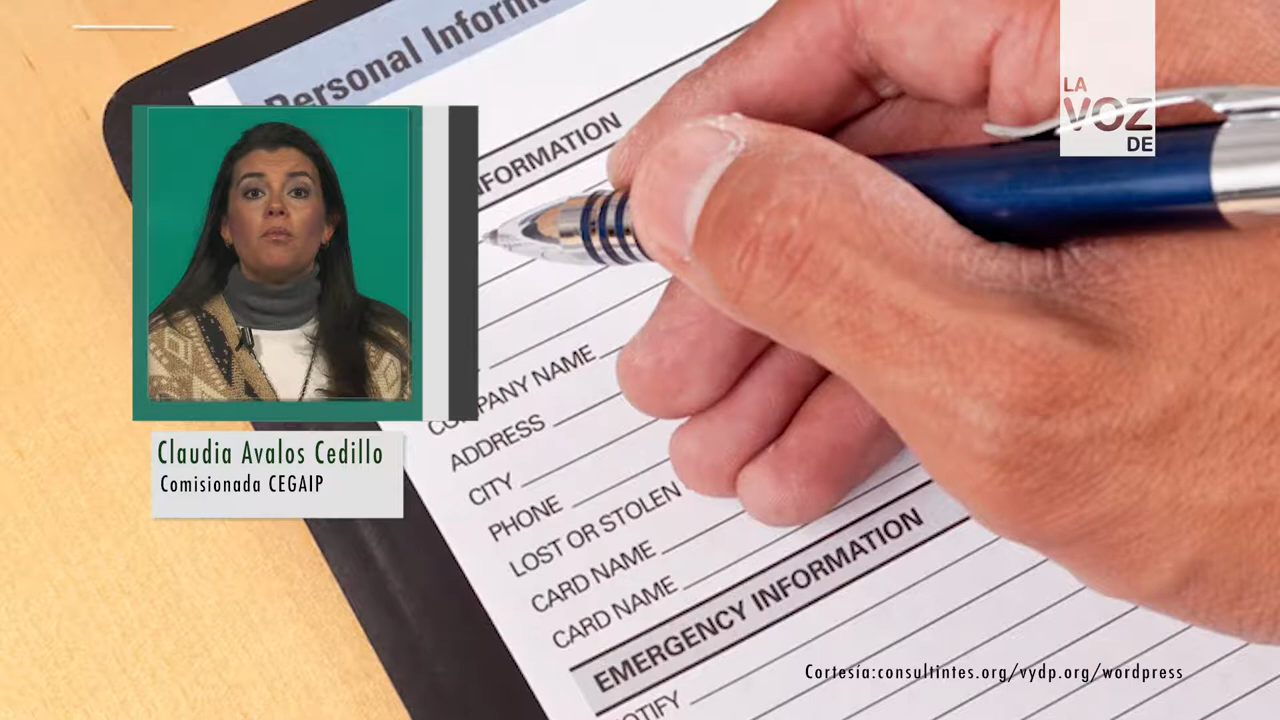 Personal Inform
LA
VOZ
DE
FORMATION
COMPANY NAME
ADDRESS
CITY
PHONE
LOST OR STOLEN
CARD NAME
CARD NAME
EMERGENCY INFORMATION
NOTIFY
Claudia Avalos Cedillo
Comisionada CEGAIP
Cortesía:consultintes.org/vydp.org/wordpress